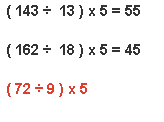 ( 143 ÷ 13 ) x 5 = 55
( 162 ÷ 18 ) x 5 = 45
( 72 ÷ 9 ) x 5